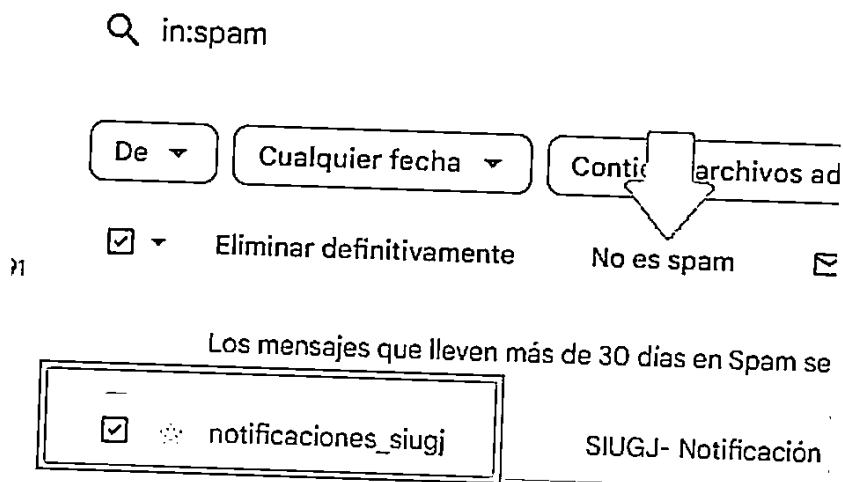 in:spam
De Cualquier fecha archivos ad
Eliminar definitivamente No es spam
91
Los mensajes que lleven más de 30 días en Spam se
notificaciones_siugj SIUGJ- Notificación